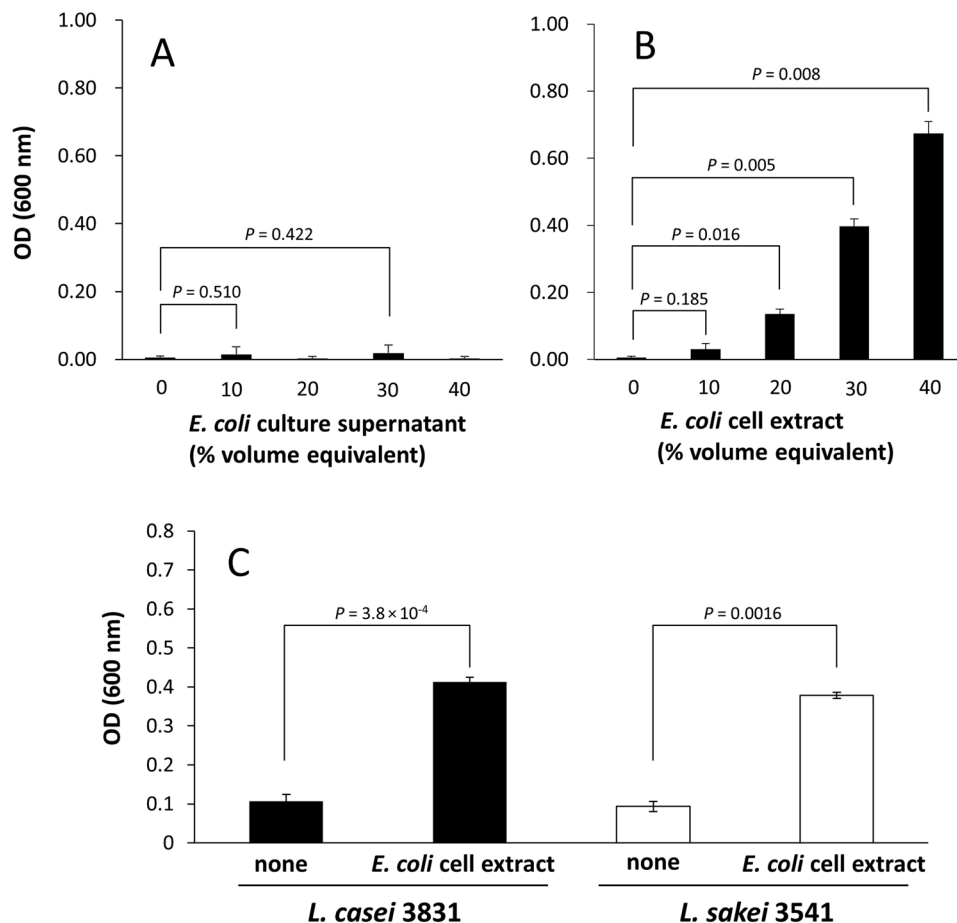 A
1.00
0.80
0.60
0.40
0.20
0.00
OD (600 nm)
P = 0.422
P = 0.510
0 10 20 30 40
E. coli culture supernatant
(% volume equivalent)
B
1.00
0.80
0.60
0.40
0.20
0.00
P = 0.008
P = 0.005
P = 0.016
P = 0.185
0 10 20 30 40
E. coli cell extract
(% volume equivalent)
C
0.8
0.7
0.6
0.5
0.4
0.3
0.2
0.1
0
OD (600 nm)
P = 3.8 × 10⁻⁴
P = 0.0016
none E. coli cell extract none E. coli cell extract
L. casei 3831 L. sakei 3541